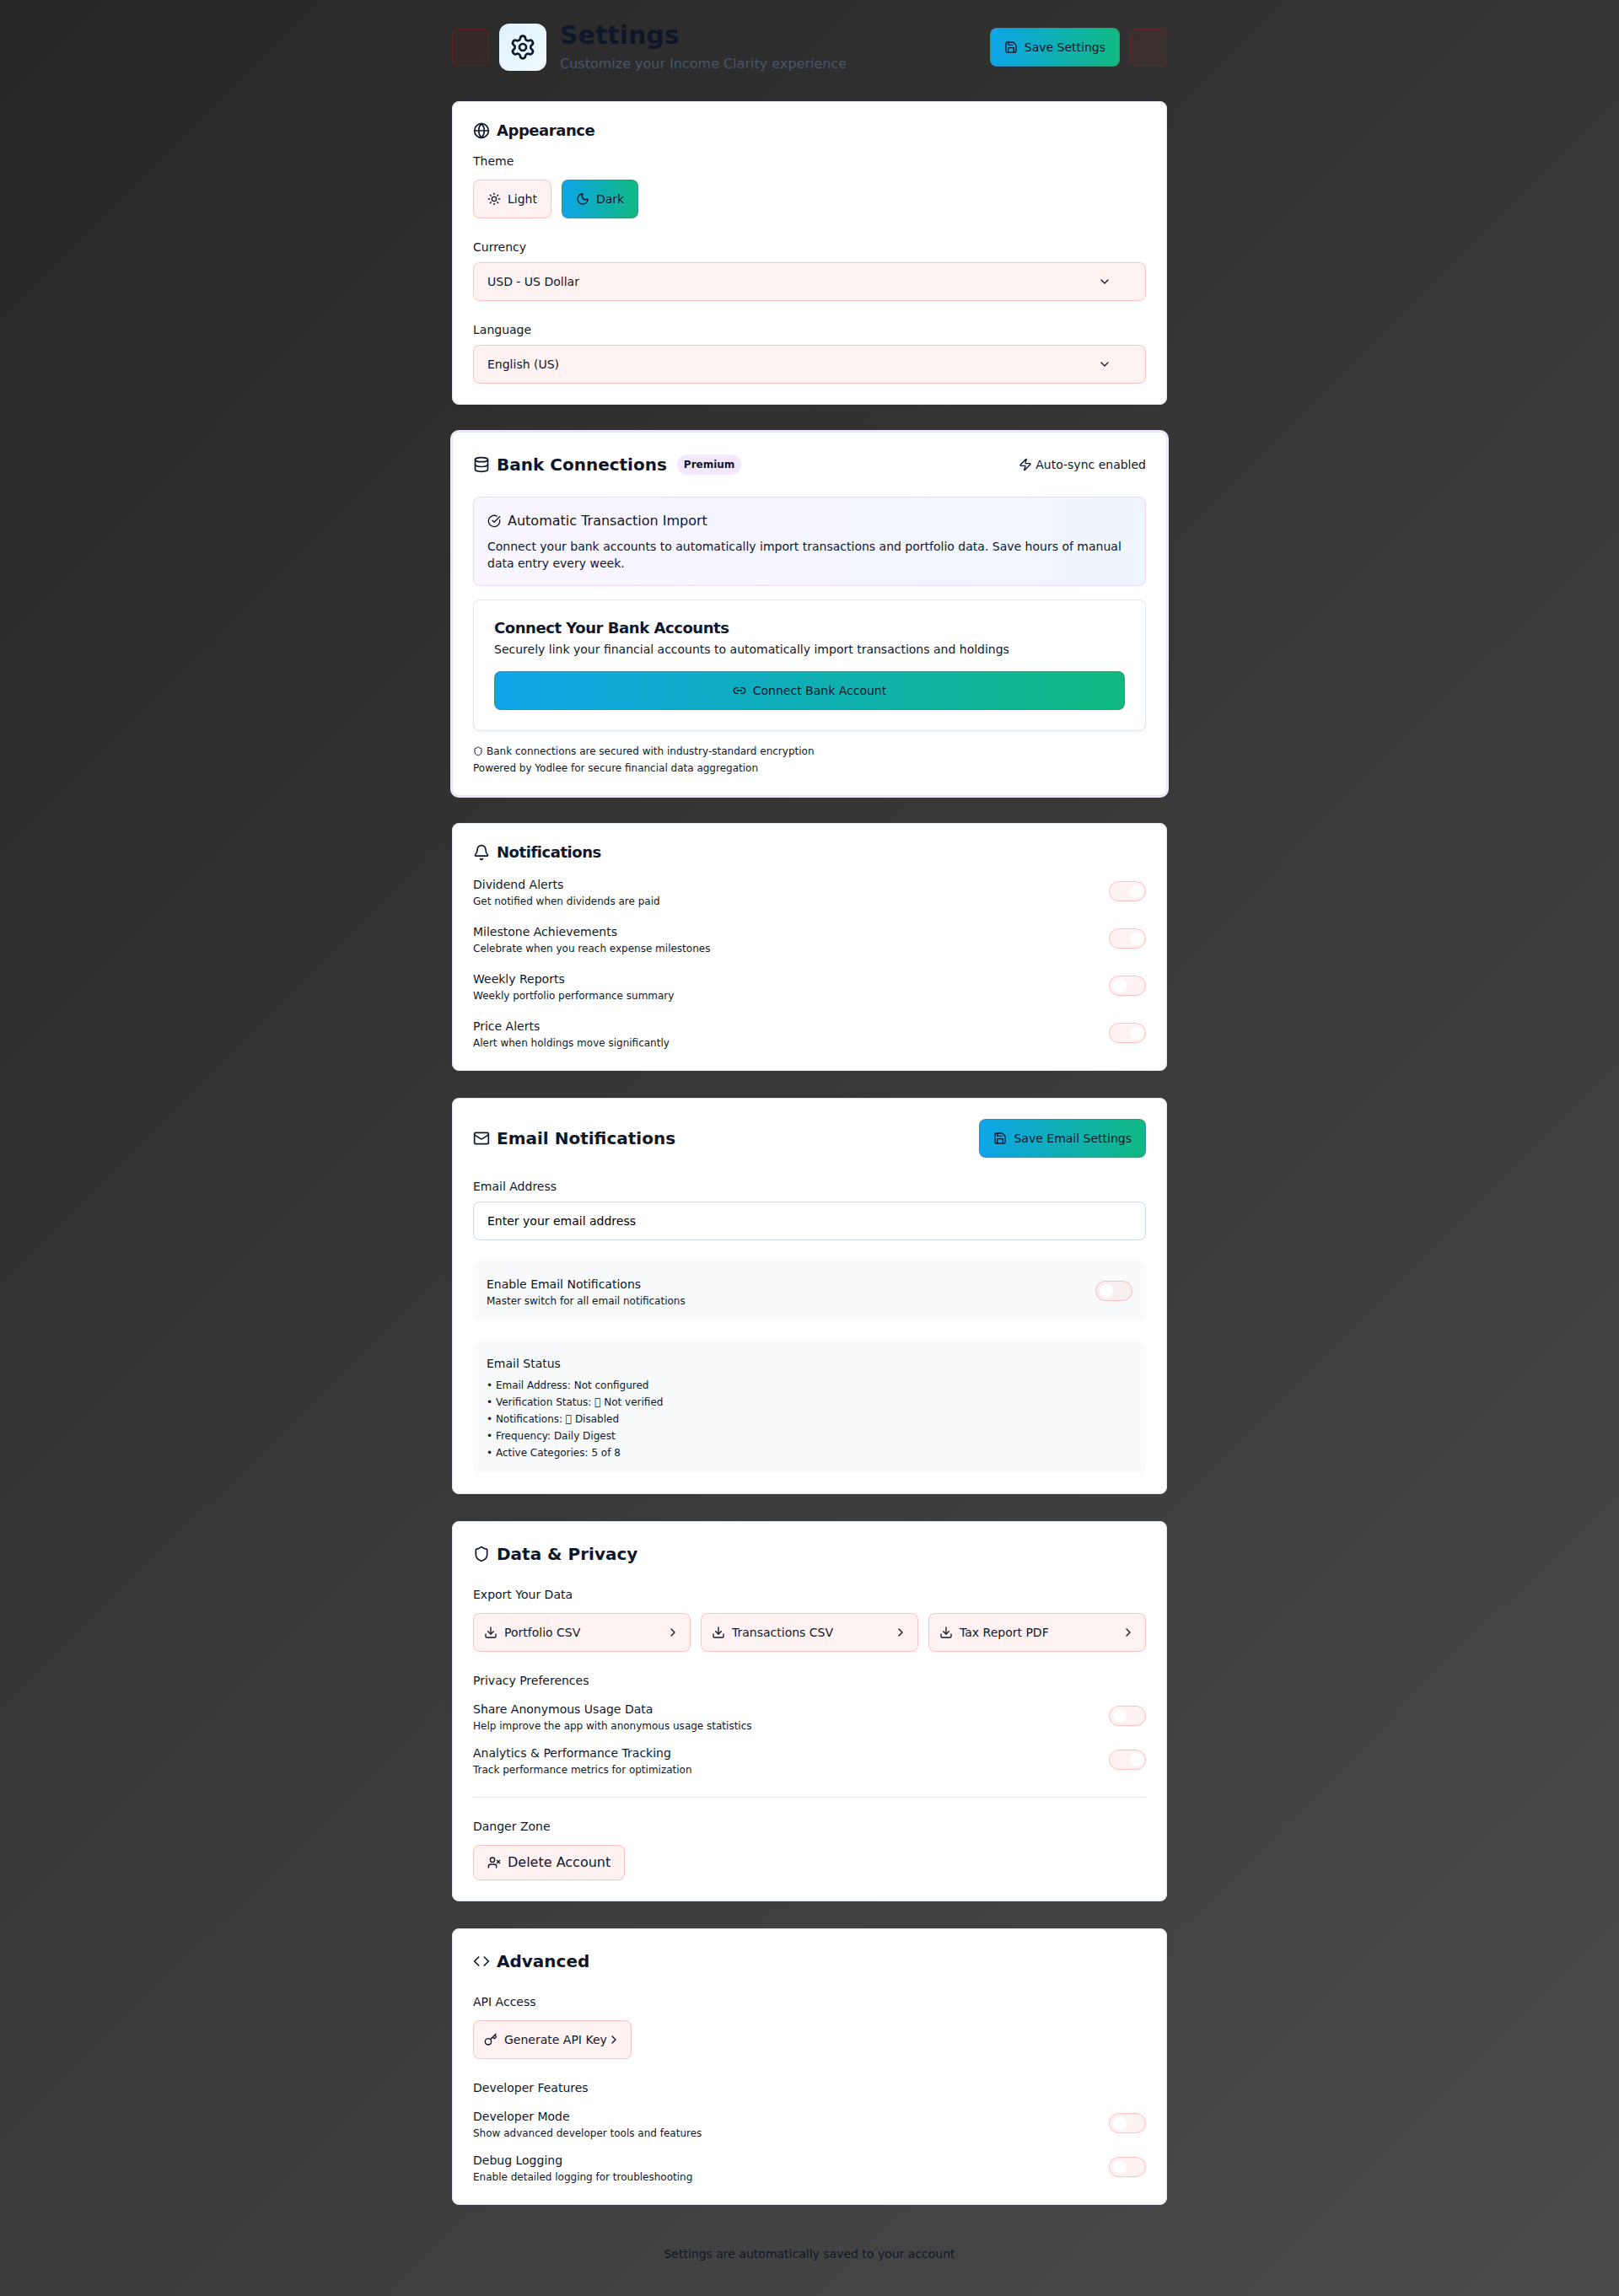 Settings
Customize your Income Clarity experience
Save Settings
Appearance
Theme
Light
Dark
Currency
USD - US Dollar
Language
English (US)
Bank Connections
Premium
Auto-sync enabled
Automatic Transaction Import
Connect your bank accounts to automatically import transactions and portfolio data. Save hours of manual
data entry every week.
Connect Your Bank Accounts
Securely link your financial accounts to automatically import transactions and holdings
Connect Bank Account
Bank connections are secured with industry-standard encryption
Powered by Yodlee for secure financial data aggregation
Notifications
Dividend Alerts
Get notified when dividends are paid
Milestone Achievements
Celebrate when you reach expense milestones
Weekly Reports
Weekly portfolio performance summary
Price Alerts
Alert when holdings move significantly
Email Notifications
Save Email Settings
Email Address
Enter your email address
Enable Email Notifications
Master switch for all email notifications
Email Status
• Email Address: Not configured
• Verification Status: Not verified
• Notifications: Disabled
• Frequency: Daily Digest
• Active Categories: 5 of 8
Data & Privacy
Export Your Data
Portfolio CSV
Transactions CSV
Tax Report PDF
Privacy Preferences
Share Anonymous Usage Data
Help improve the app with anonymous usage statistics
Analytics & Performance Tracking
Track performance metrics for optimization
Danger Zone
Delete Account
Advanced
API Access
Generate API Key
Developer Features
Developer Mode
Show advanced developer tools and features
Debug Logging
Enable detailed logging for troubleshooting
Settings are automatically saved to your account